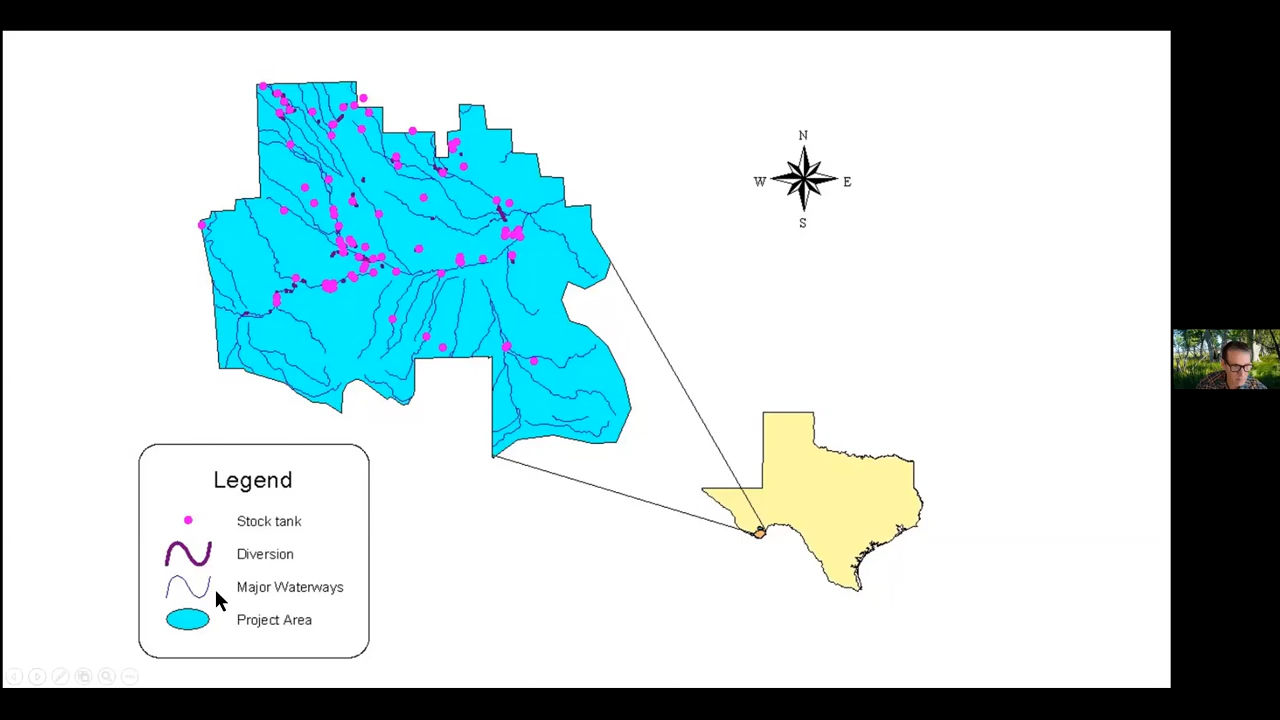 N
W E
S
Legend
Stock tank
Diversion
Major Waterways
Project Area